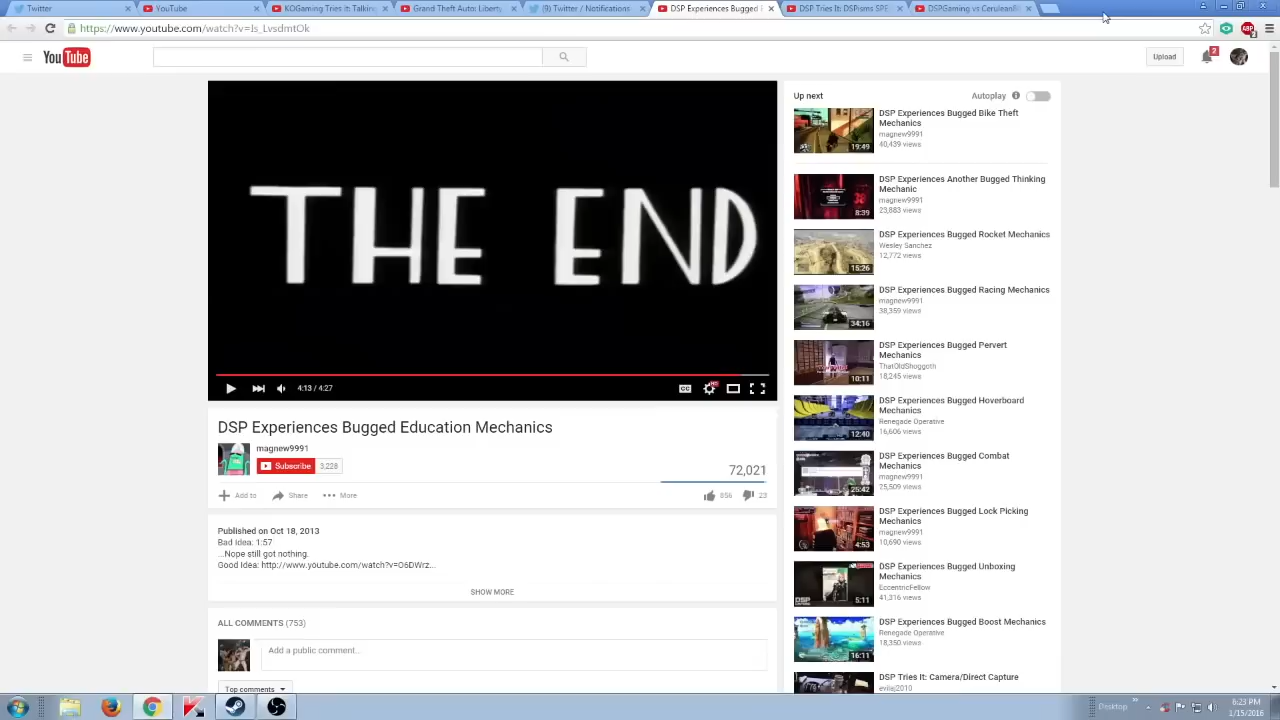 Twitter
YouTube
KOGaming Tries It Talking
Grand Theft Auto: Liberty
(9) Twitter / Notifications
DSP Experiences Bugged
DSP Tries It: DSPisms SPE
DGaming vs CerusDSP
https://www.youtube.com/watch?v=
YouTube
Upload
2
THE END
4:13 / 4:27
CC
HD
DSP Experiences Bugged Education Mechanics
magnew9991
Subscribe 3,228
72,021
Add to Share More
856 23
Published on Oct 18, 2013
Bad Idea: 1:57
...Nope still got nothing.
Good Idea: http://www.youtube.com/watch?v=O6DWrz...
SHOW MORE
ALL COMMENTS (753)
Add a public comment...
Top comments
Up next
Autoplay
DSP Experiences Bugged Bike Theft
Mechanics
magnew9991
40,439 views
19:49
DSP Experiences Another Bugged Thinking
Mechanic
magnew9991
23,883 views
8:39
DSP Experiences Bugged Rocket Mechanics
Wesley Sanchez
12,772 views
15:26
DSP Experiences Bugged Racing Mechanics
magnew9991
38,359 views
34:16
DSP Experiences Bugged Pervert
Mechanics
ThatOldShoggoth
18,245 views
10:11
DSP Experiences Bugged Hoverboard
Mechanics
Renegade Operative
16,606 views
12:40
DSP Experiences Bugged Combat
Mechanics
magnew9991
25,509 views
25:42
DSP Experiences Bugged Lock Picking
Mechanics
magnew9991
10,690 views
4:53
DSP Experiences Bugged Unboxing
Mechanics
EccentricFellow
41,316 views
5:11
DSP Experiences Bugged Boost Mechanics
Renegade Operative
18,350 views
16:11
DSP Tries It: Camera/Direct Capture
evilaj2010
Desktop
6:23 PM
1/15/2016